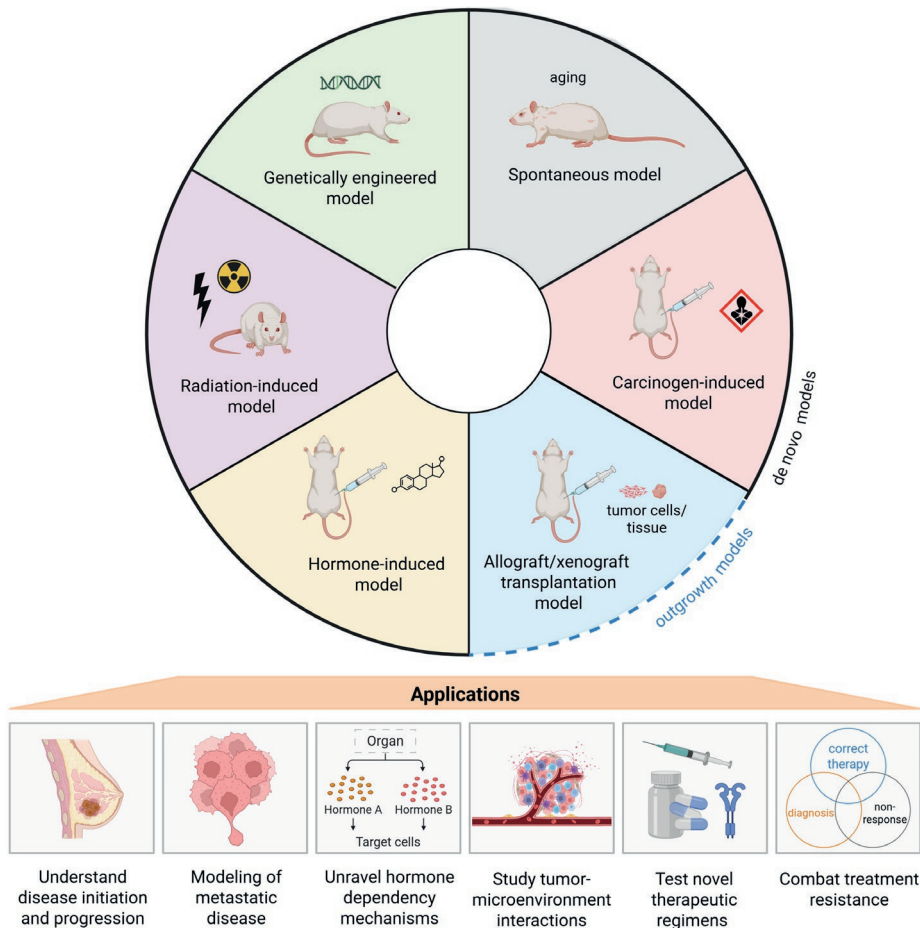 aging
Genetically engineered
model
Spontaneous model
Radiation-induced
model
Carcinogen-induced
model
de novo models
Hormone-induced
model
tumor cells/
tissue
Allograft/xenograft
transplantation
model
outgrowth models
Applications
Organ
Hormone A
Hormone B
Target cells
correct
therapy
diagnosis
non-
response
Understand
disease initiation
and progression
Modeling of
metastatic
disease
Unravel hormone
dependency
mechanisms
Study tumor-
microenvironment
interactions
Test novel
therapeutic
regimens
Combat treatment
resistance